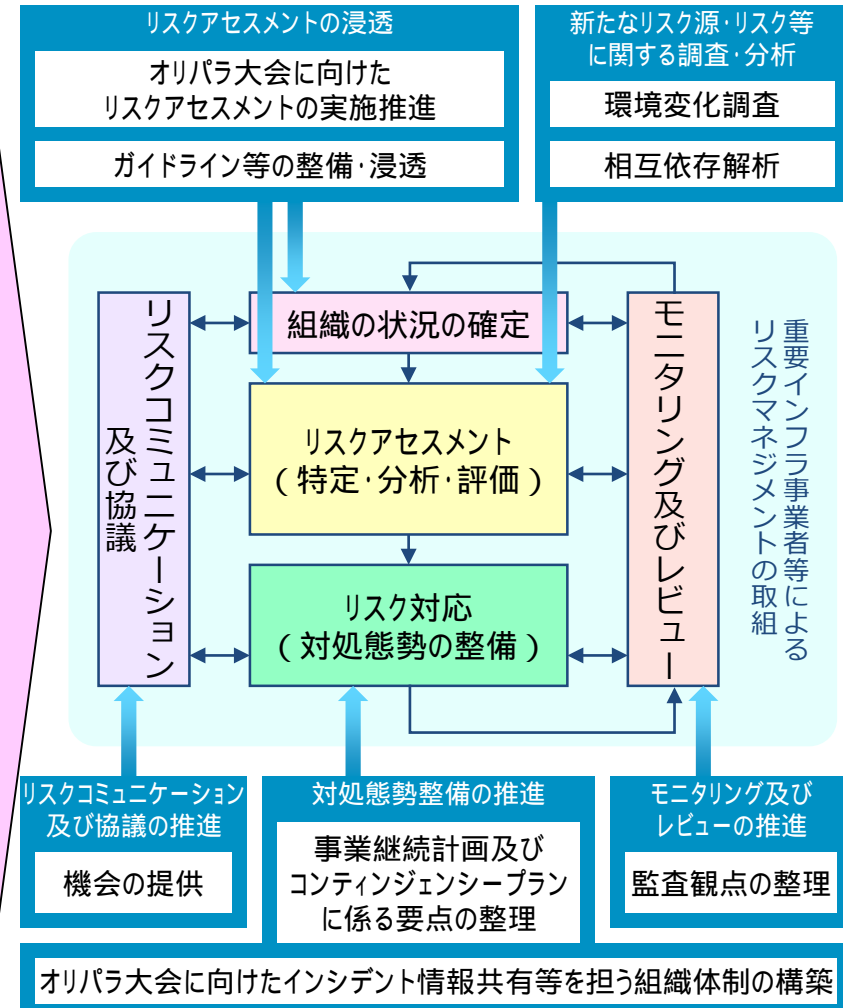 リスクアセスメントの浸透
オリパラ大会に向けた
リスクアセスメントの実施推進
ガイドライン等の整備・浸透
新たなリスク源・リスク等
に関する調査・分析
環境変化調査
相互依存解析
リスクコミュニケーション
及び協議
組織の状況の確定
リスクアセスメント
（特定・分析・評価）
リスク対応
（対処態勢の整備）
モニタリング及びレビュー
重要インフラ事業者等による
リスクマネジメントの取組
リスクコミュニケーション
及び協議の推進
機会の提供
対処態勢整備の推進
事業継続計画及び
コンティンジェンシープラン
に係る要点の整理
モニタリング及び
レビューの推進
監査観点の整理
オリパラ大会に向けたインシデント情報共有等を担う組織体制の構築